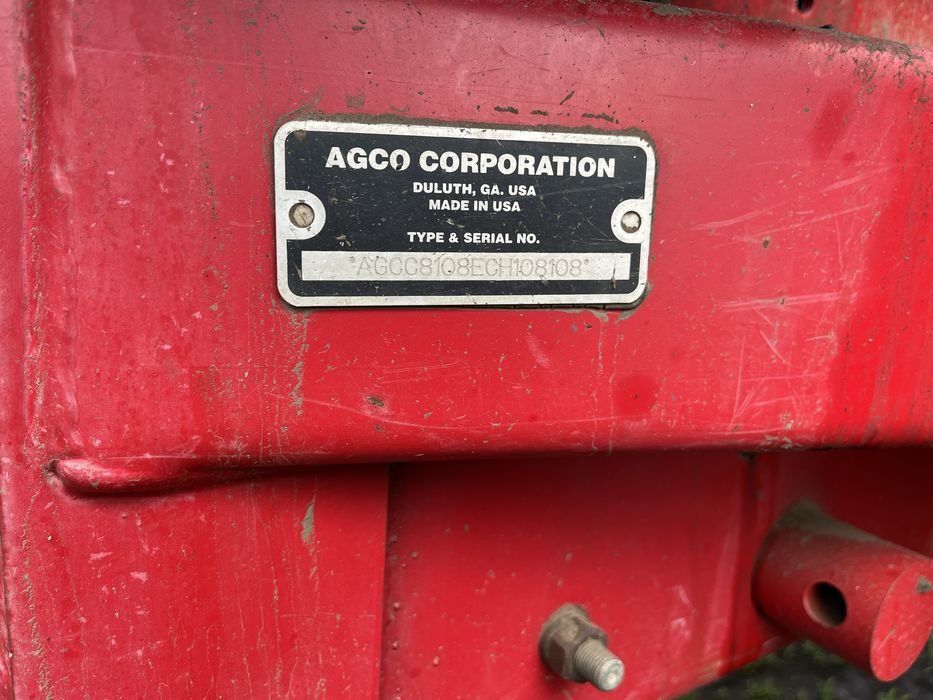 AGCO CORPORATION
DULUTH, GA. USA
MADE IN USA
TYPE & SERIAL NO.
*AGCC8108ECH108108*